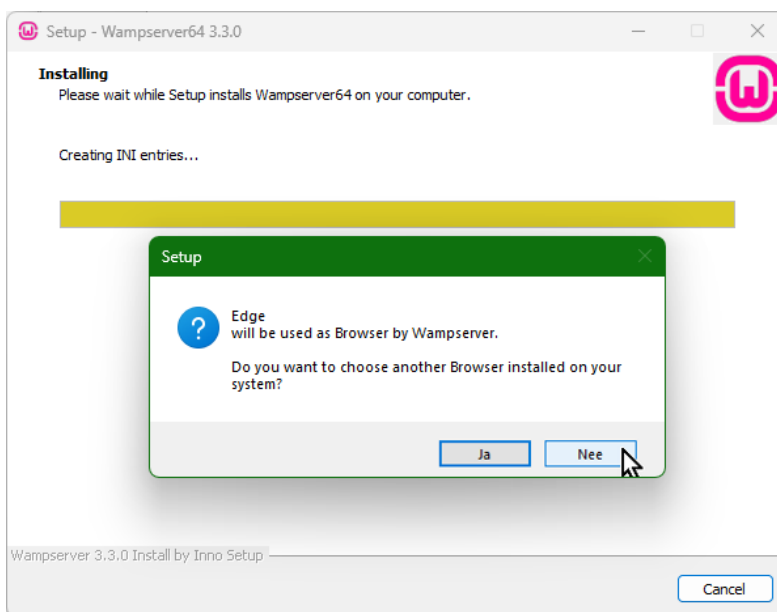 Setup - Wampserver64 3.3.0
Installing
Please wait while Setup installs Wampserver64 on your computer.
Creating INI entries...
Setup
Edge
will be used as Browser by Wampserver.
Do you want to choose another Browser installed on your
system?
Ja
Nee
Wampserver 3.3.0 Install by Inno Setup
Cancel